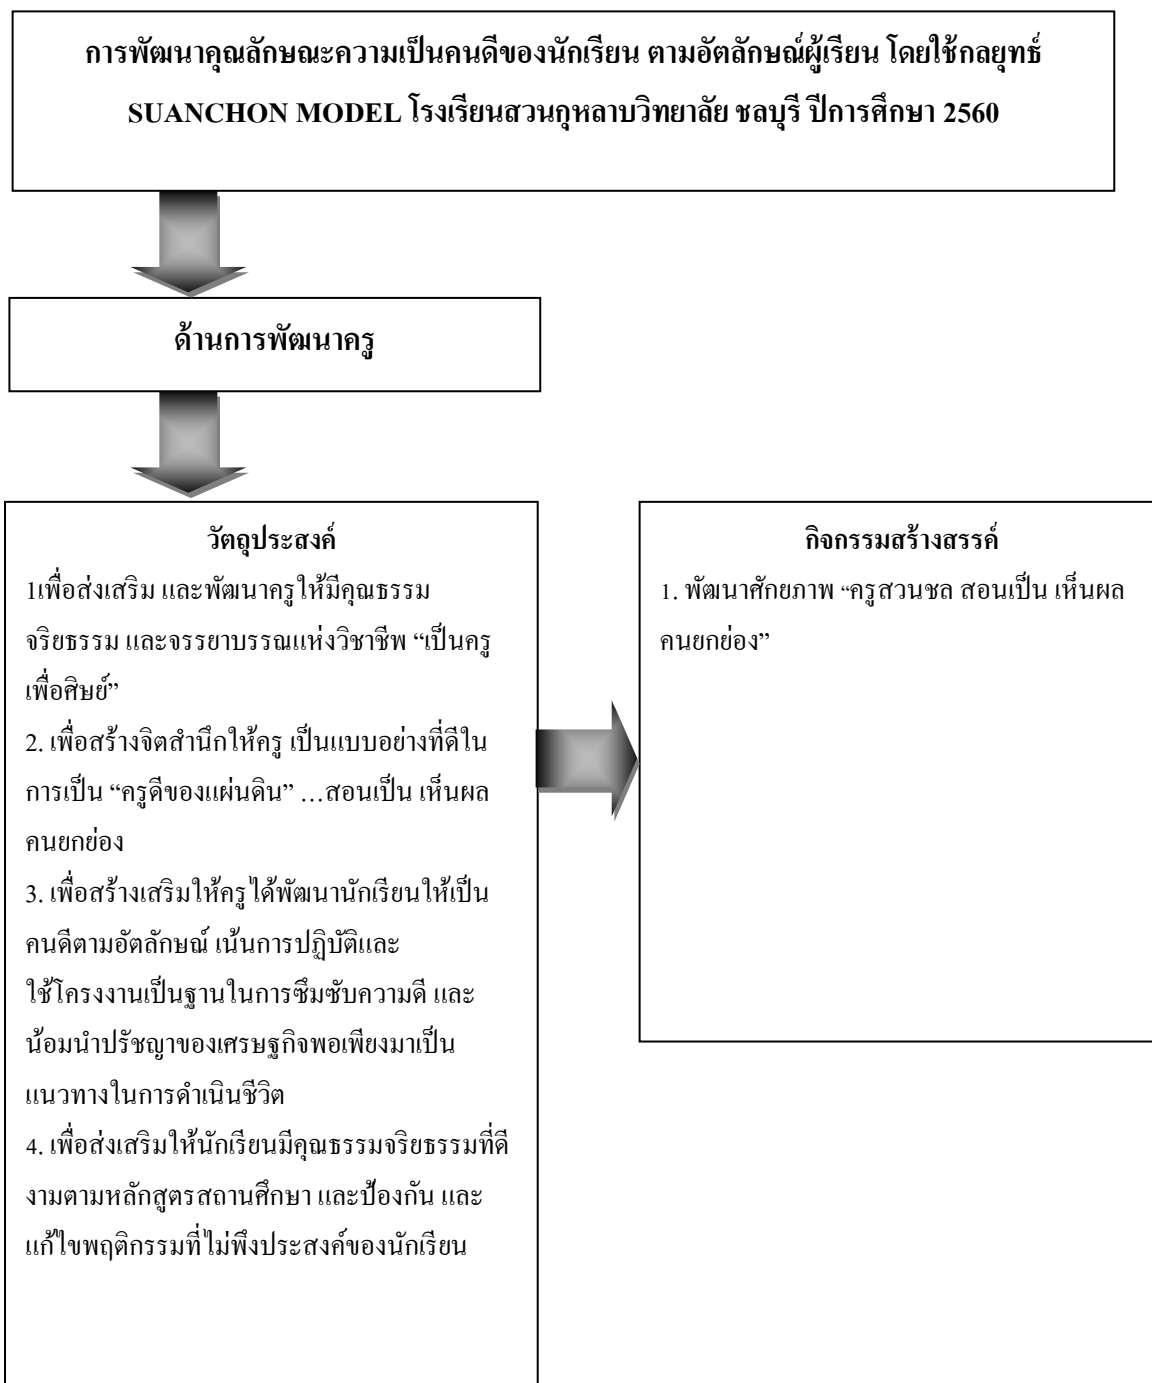 การพัฒนาคุณลักษณะความเป็นคนดีของนักเรียน ตามอัตลักษณ์ผู้เรียน โดยใช้กลยุทธ์
SUANCHON MODEL โรงเรียนสวนกุหลาบวิทยาลัย ชลบุรี ปีการศึกษา 2560
ด้านการพัฒนาครู
วัตถุประสงค์
1เพื่อส่งเสริม และพัฒนาครูให้มีคุณธรรม
จริยธรรม และจรรยาบรรณแห่งวิชาชีพ “เป็นครู
เพื่อศิษย์”
2. เพื่อสร้างจิตสำนึกให้ครู เป็นแบบอย่างที่ดีใน
การเป็น “ครูดีของแผ่นดิน” …สอนเป็น เห็นผล
คนยกย่อง
3. เพื่อสร้างเสริมให้ครูได้พัฒนานักเรียนให้เป็น
คนดีตามอัตลักษณ์ เน้นการปฏิบัติและ
ใช้โครงงานเป็นฐานในการซึมซับความดี และ
น้อมนำปรัชญาของเศรษฐกิจพอเพียงมาเป็น
แนวทางในการดำเนินชีวิต
4. เพื่อส่งเสริมให้นักเรียนมีคุณธรรมจริยธรรมที่ดี
งามตามหลักสูตรสถานศึกษา และป้องกัน และ
แก้ไขพฤติกรรมที่ไม่พึงประสงค์ของนักเรียน
กิจกรรมสร้างสรรค์
1. พัฒนาศักยภาพ “ครูสวนชล สอนเป็น เห็นผล
คนยกย่อง”